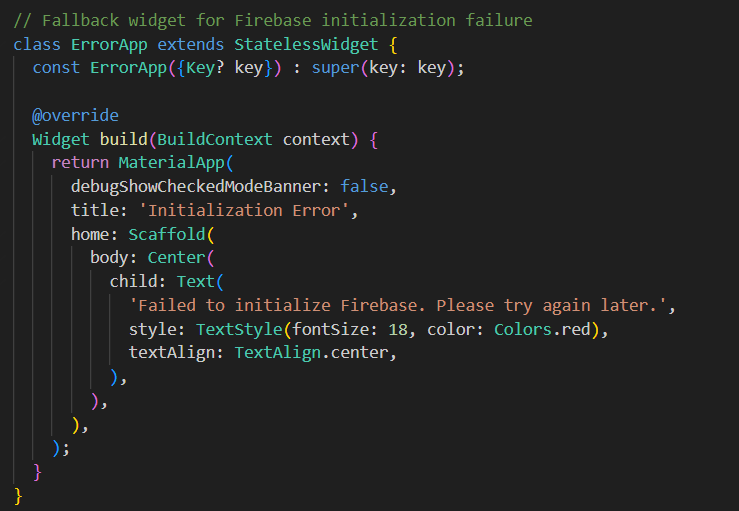 // Fallback widget for Firebase initialization failure
class ErrorApp extends StatelessWidget {
  const ErrorApp({Key? key}) : super(key: key);

  @override
  Widget build(BuildContext context) {
    return MaterialApp(
      debugShowCheckedModeBanner: false,
      title: 'Initialization Error',
      home: Scaffold(
        body: Center(
          child: Text(
            'Failed to initialize Firebase. Please try again later.',
            style: TextStyle(fontSize: 18, color: Colors.red),
            textAlign: TextAlign.center,
          ),
        ),
      ),
    );
  }
}